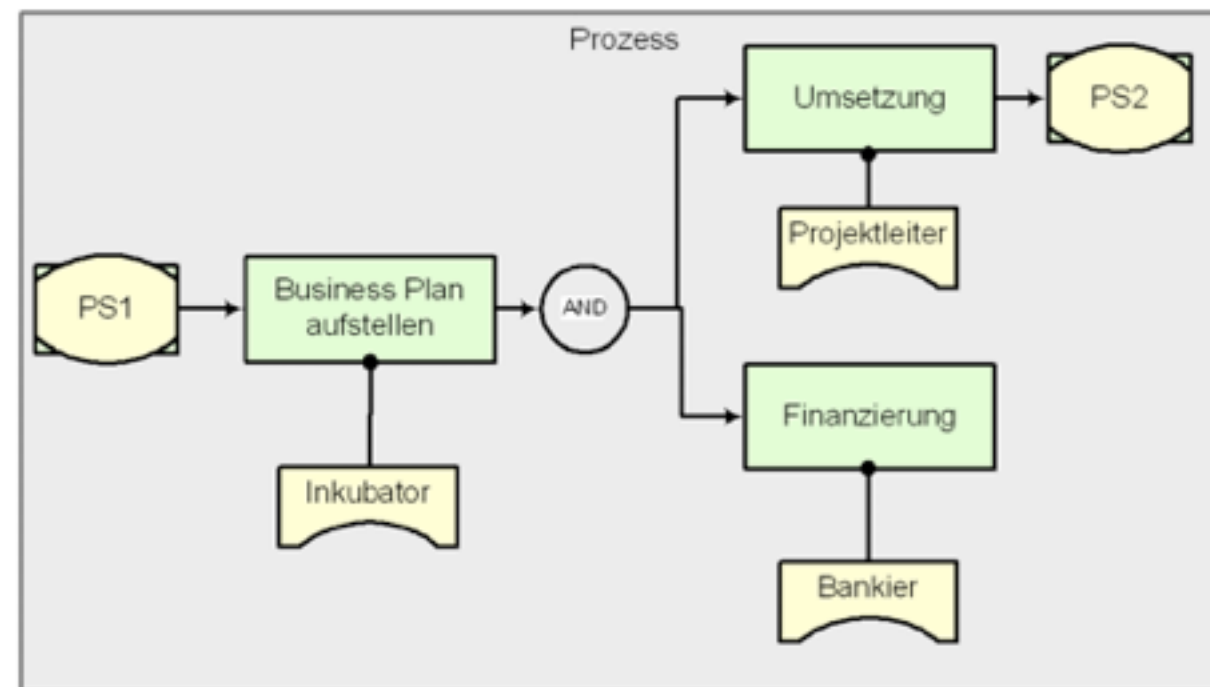 Prozess
Umsetzung
PS2
Projektleiter
PS1
Business Plan
aufstellen
AND
Finanzierung
Inkubator
Bankier